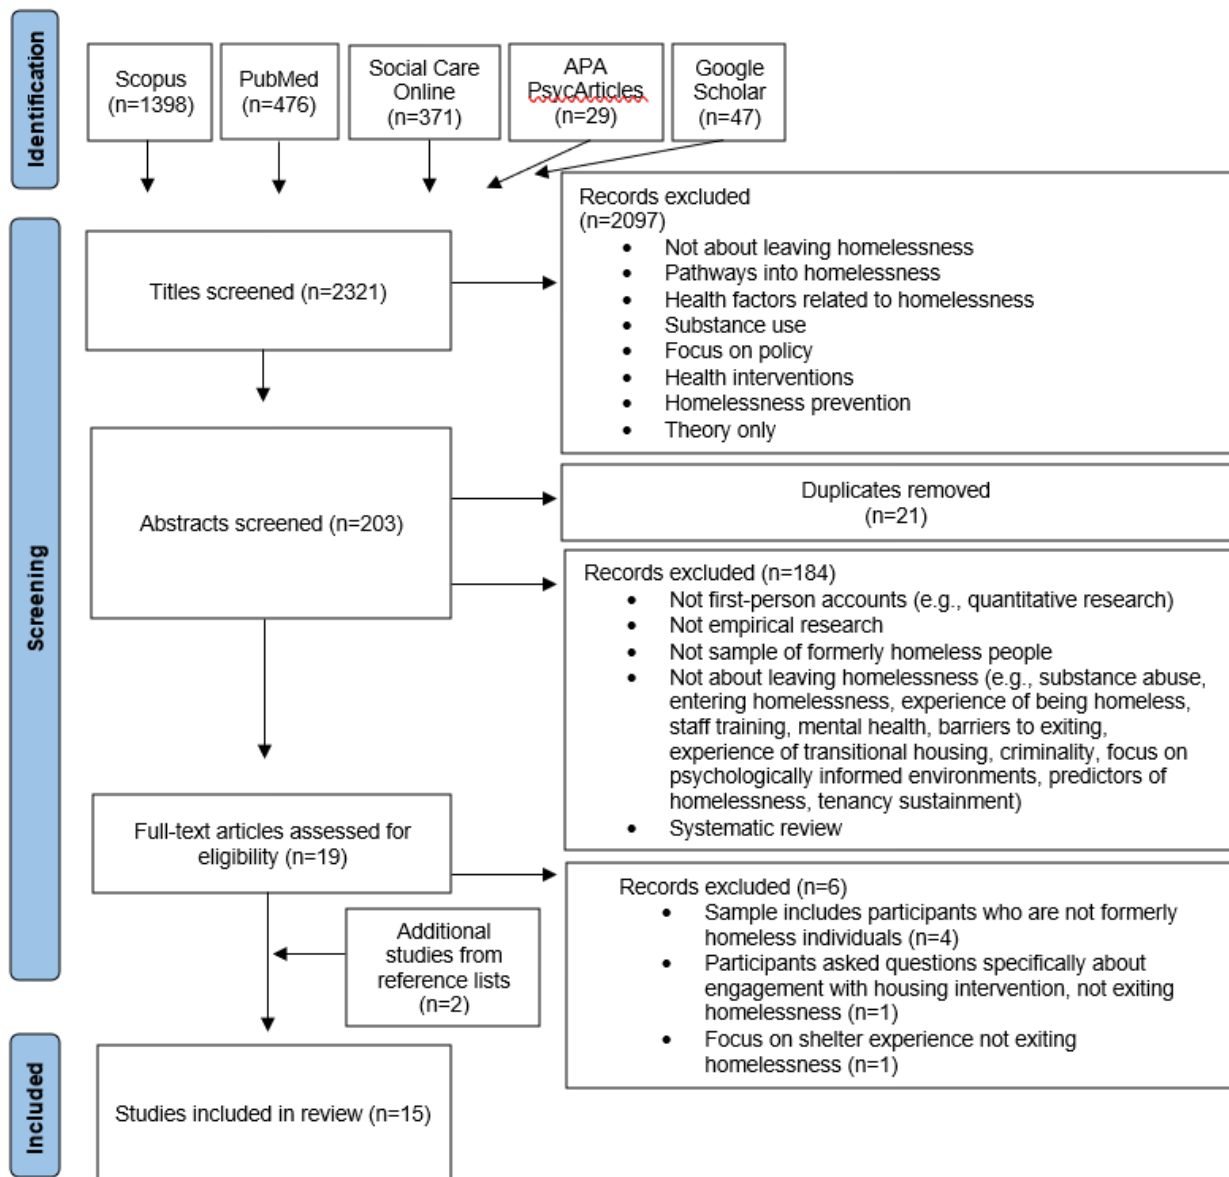 Identification
Scopus
(n=1398)
PubMed
(n=476)
Social Care
Online
(n=371)
APA
PsycArticles
(n=29)
Google
Scholar
(n=47)
Screening
Titles screened (n=2321)
Records excluded
(n=2097)
• Not about leaving homelessness
• Pathways into homelessness
• Health factors related to homelessness
• Substance use
• Focus on policy
• Health interventions
• Homelessness prevention
• Theory only
Abstracts screened (n=203)
Duplicates removed
(n=21)
Records excluded (n=184)
• Not first-person accounts (e.g., quantitative research)
• Not empirical research
• Not sample of formerly homeless people
• Not about leaving homelessness (e.g., substance abuse,
entering homelessness, experience of being homeless,
staff training, mental health, barriers to exiting,
experience of transitional housing, criminality, focus on
psychologically informed environments, predictors of
homelessness, tenancy sustainment)
• Systematic review
Full-text articles assessed for
eligibility (n=19)
Records excluded (n=6)
• Sample includes participants who are not formerly
homeless individuals (n=4)
• Participants asked questions specifically about
engagement with housing intervention, not exiting
homelessness (n=1)
• Focus on shelter experience not exiting
homelessness (n=1)
Additional
studies from
reference lists
(n=2)
Included
Studies included in review (n=15)